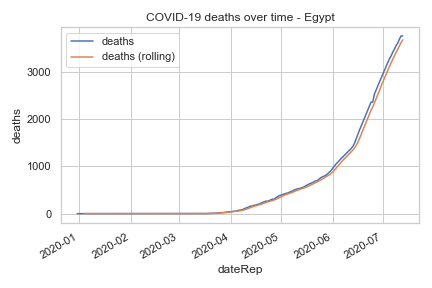 COVID-19 deaths over time - Egypt
deaths
deaths (rolling)
deaths
3000
2000
1000
0
2020-01
2020-02
2020-03
2020-04
2020-05
2020-06
2020-07
dateRep